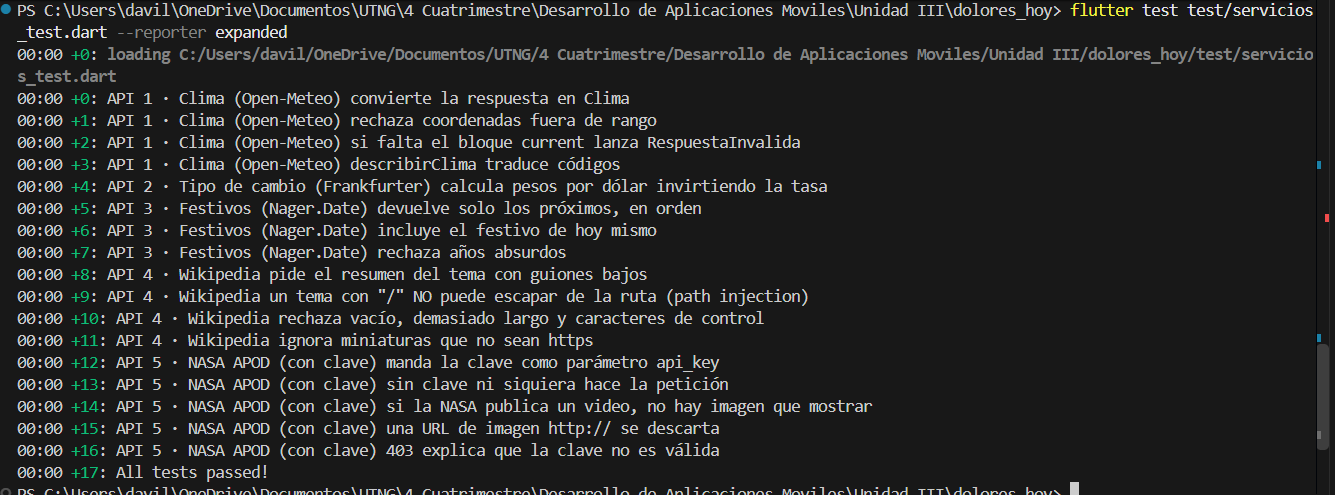 PS C:\Users\davil\OneDrive\Documentos\UTNG\4 Cuatrimestre\Desarrollo de Aplicaciones Moviles\Unidad III\dolores_hoy> flutter test test/servicios
_test.dart --reporter expanded
00:00 +0: loading C:/Users/davil/OneDrive/Documentos/UTNG/4 Cuatrimestre/Desarrollo de Aplicaciones Moviles/Unidad III/dolores_hoy/test/servicio
s_test.dart
00:00 +0: API 1 · Clima (Open-Meteo) convierte la respuesta en Clima
00:00 +1: API 1 · Clima (Open-Meteo) rechaza coordenadas fuera de rango
00:00 +2: API 1 · Clima (Open-Meteo) si falta el bloque current lanza RespuestaInvalida
00:00 +3: API 1 · Clima (Open-Meteo) describirClima traduce códigos
00:00 +4: API 2 · Tipo de cambio (Frankfurter) calcula pesos por dólar invirtiendo la tasa
00:00 +5: API 3 · Festivos (Nager.Date) devuelve solo los próximos, en orden
00:00 +6: API 3 · Festivos (Nager.Date) incluye el festivo de hoy mismo
00:00 +7: API 3 · Festivos (Nager.Date) rechaza años absurdos
00:00 +8: API 4 · Wikipedia pide el resumen del tema con guiones bajos
00:00 +9: API 4 · Wikipedia un tema con "/" NO puede escapar de la ruta (path injection)
00:00 +10: API 4 · Wikipedia rechaza vacío, demasiado largo y caracteres de control
00:00 +11: API 4 · Wikipedia ignora miniaturas que no sean https
00:00 +12: API 5 · NASA APOD (con clave) manda la clave como parámetro api_key
00:00 +13: API 5 · NASA APOD (con clave) sin clave ni siquiera hace la petición
00:00 +14: API 5 · NASA APOD (con clave) si la NASA publica un video, no hay imagen que mostrar
00:00 +15: API 5 · NASA APOD (con clave) una URL de imagen http:// se descarta
00:00 +16: API 5 · NASA APOD (con clave) 403 explica que la clave no es válida
00:00 +17: All tests passed!
PS C:\Users\davil\OneDrive\Documentos\UTNG\4 Cuatrimestre\Desarrollo de Aplicaciones Moviles\Unidad III\dolores_hoy>